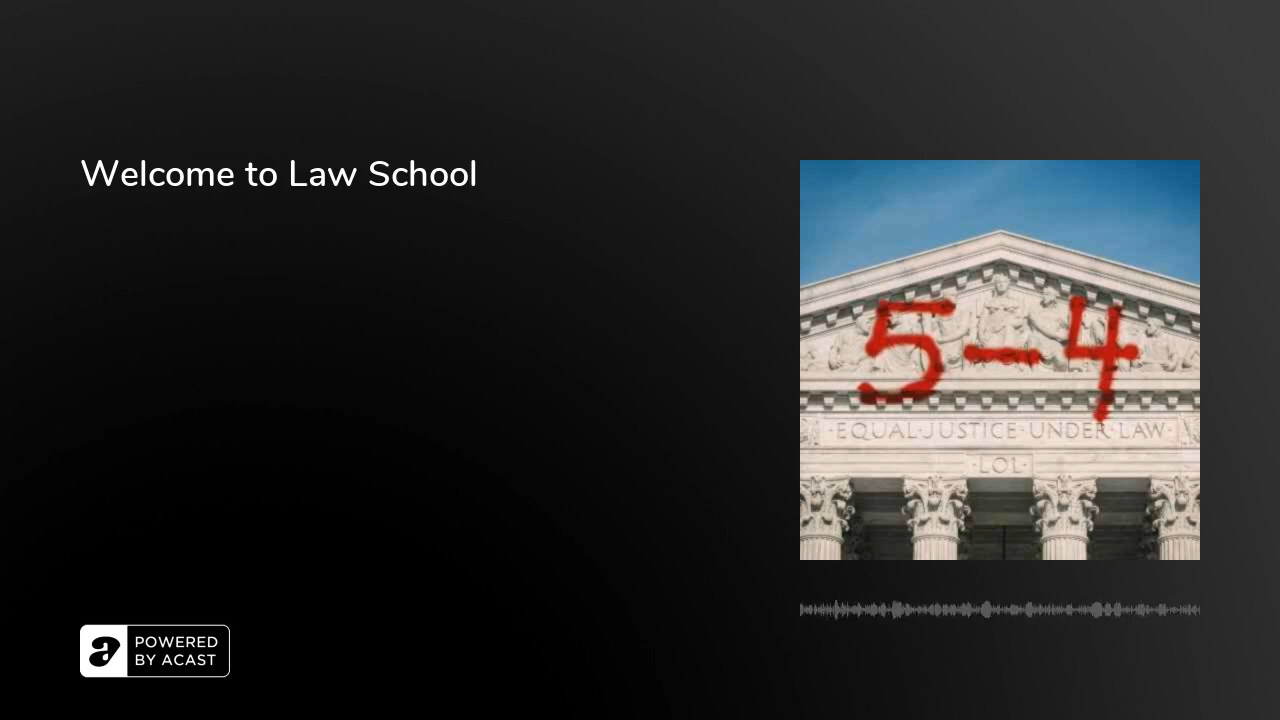 Welcome to Law School
5-4
·EQUAL·JUSTICE·UNDER·LAW·
·LOL·
POWERED
BY ACAST